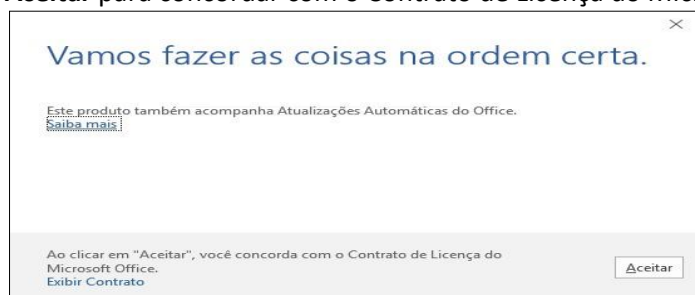 Aceitar para concordar com o Contrato de Licença do Micr
Vamos fazer as coisas na ordem certa.
Este produto também acompanha Atualizações Automáticas do Office.
Saiba mais
Ao clicar em "Aceitar", você concorda com o Contrato de Licença do
Microsoft Office.
Exibir Contrato
Aceitar